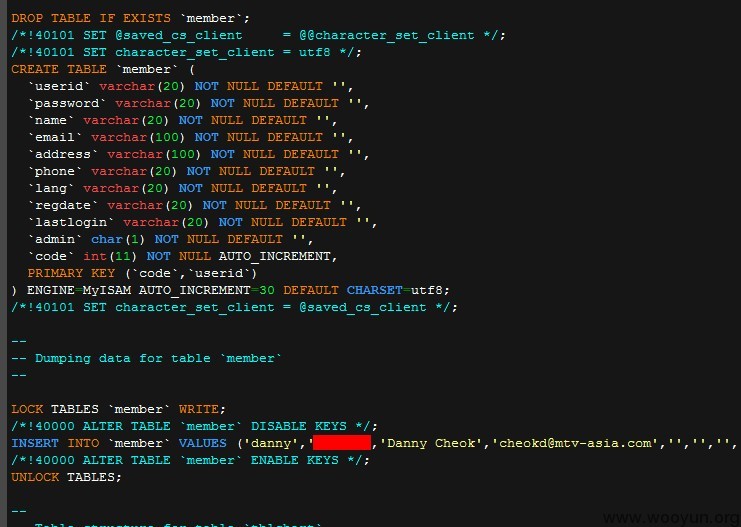 DROP TABLE IF EXISTS `member`;
/*!40101 SET @saved_cs_client     = @@character_set_client */;
/*!40101 SET character_set_client = utf8 */;
CREATE TABLE `member` (
  `userid` varchar(20) NOT NULL DEFAULT '',
  `password` varchar(20) NOT NULL DEFAULT '',
  `name` varchar(20) NOT NULL DEFAULT '',
  `email` varchar(100) NOT NULL DEFAULT '',
  `address` varchar(100) NOT NULL DEFAULT '',
  `phone` varchar(20) NOT NULL DEFAULT '',
  `lang` varchar(20) NOT NULL DEFAULT '',
  `regdate` varchar(20) NOT NULL DEFAULT '',
  `lastlogin` varchar(20) NOT NULL DEFAULT '',
  `admin` char(1) NOT NULL DEFAULT '',
  `code` int(11) NOT NULL AUTO_INCREMENT,
  PRIMARY KEY (`code`,`userid`)
) ENGINE=MyISAM AUTO_INCREMENT=30 DEFAULT CHARSET=utf8;
/*!40101 SET character_set_client = @saved_cs_client */;
--
-- Dumping data for table `member`
--
LOCK TABLES `member` WRITE;
/*!40000 ALTER TABLE `member` DISABLE KEYS */;
INSERT INTO `member` VALUES ('danny',' ,'Danny Cheok','cheokd@mtv-asia.com','','','',
/*!40000 ALTER TABLE `member` ENABLE KEYS */;
UNLOCK TABLES;
--
-- Table structure for table `tblchart`
www.wooyun.org